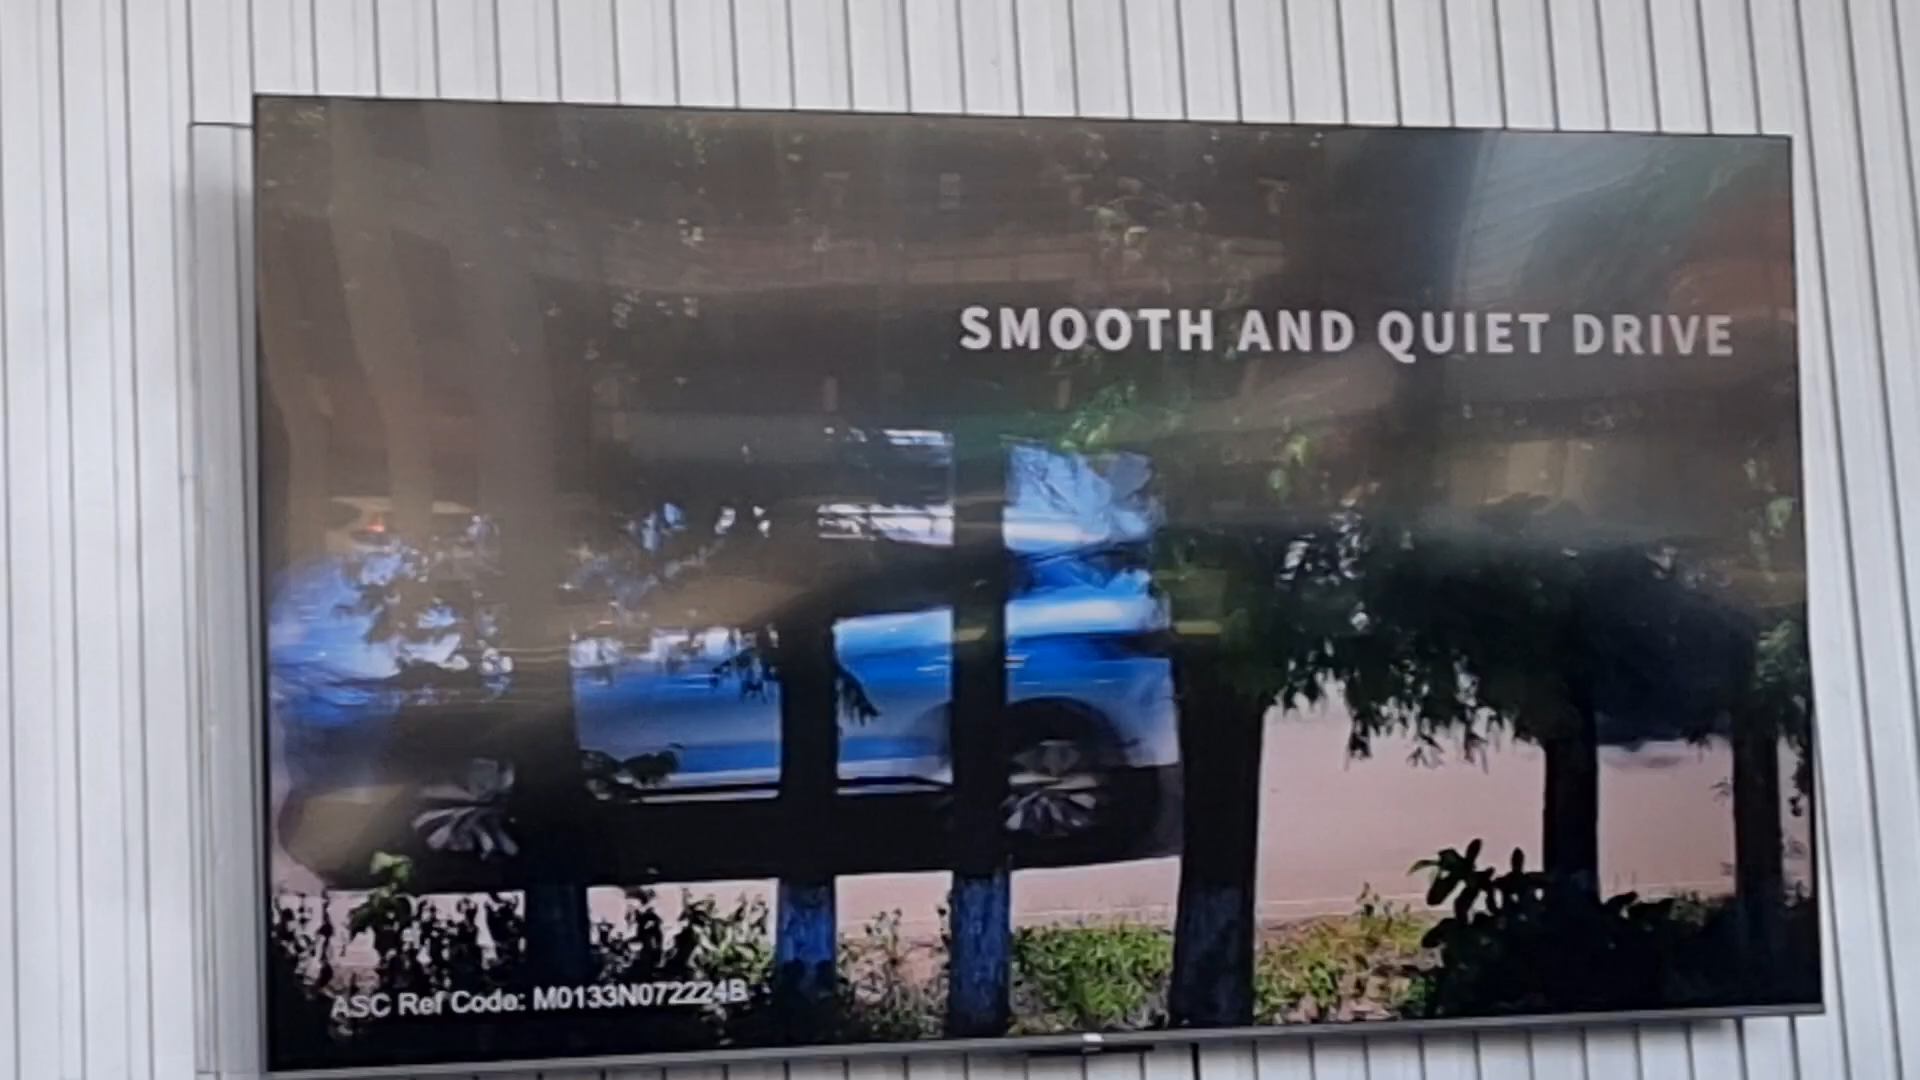 SMOOTH AND QUIET DRIVE
ASC Ref Code: M0133N072224B